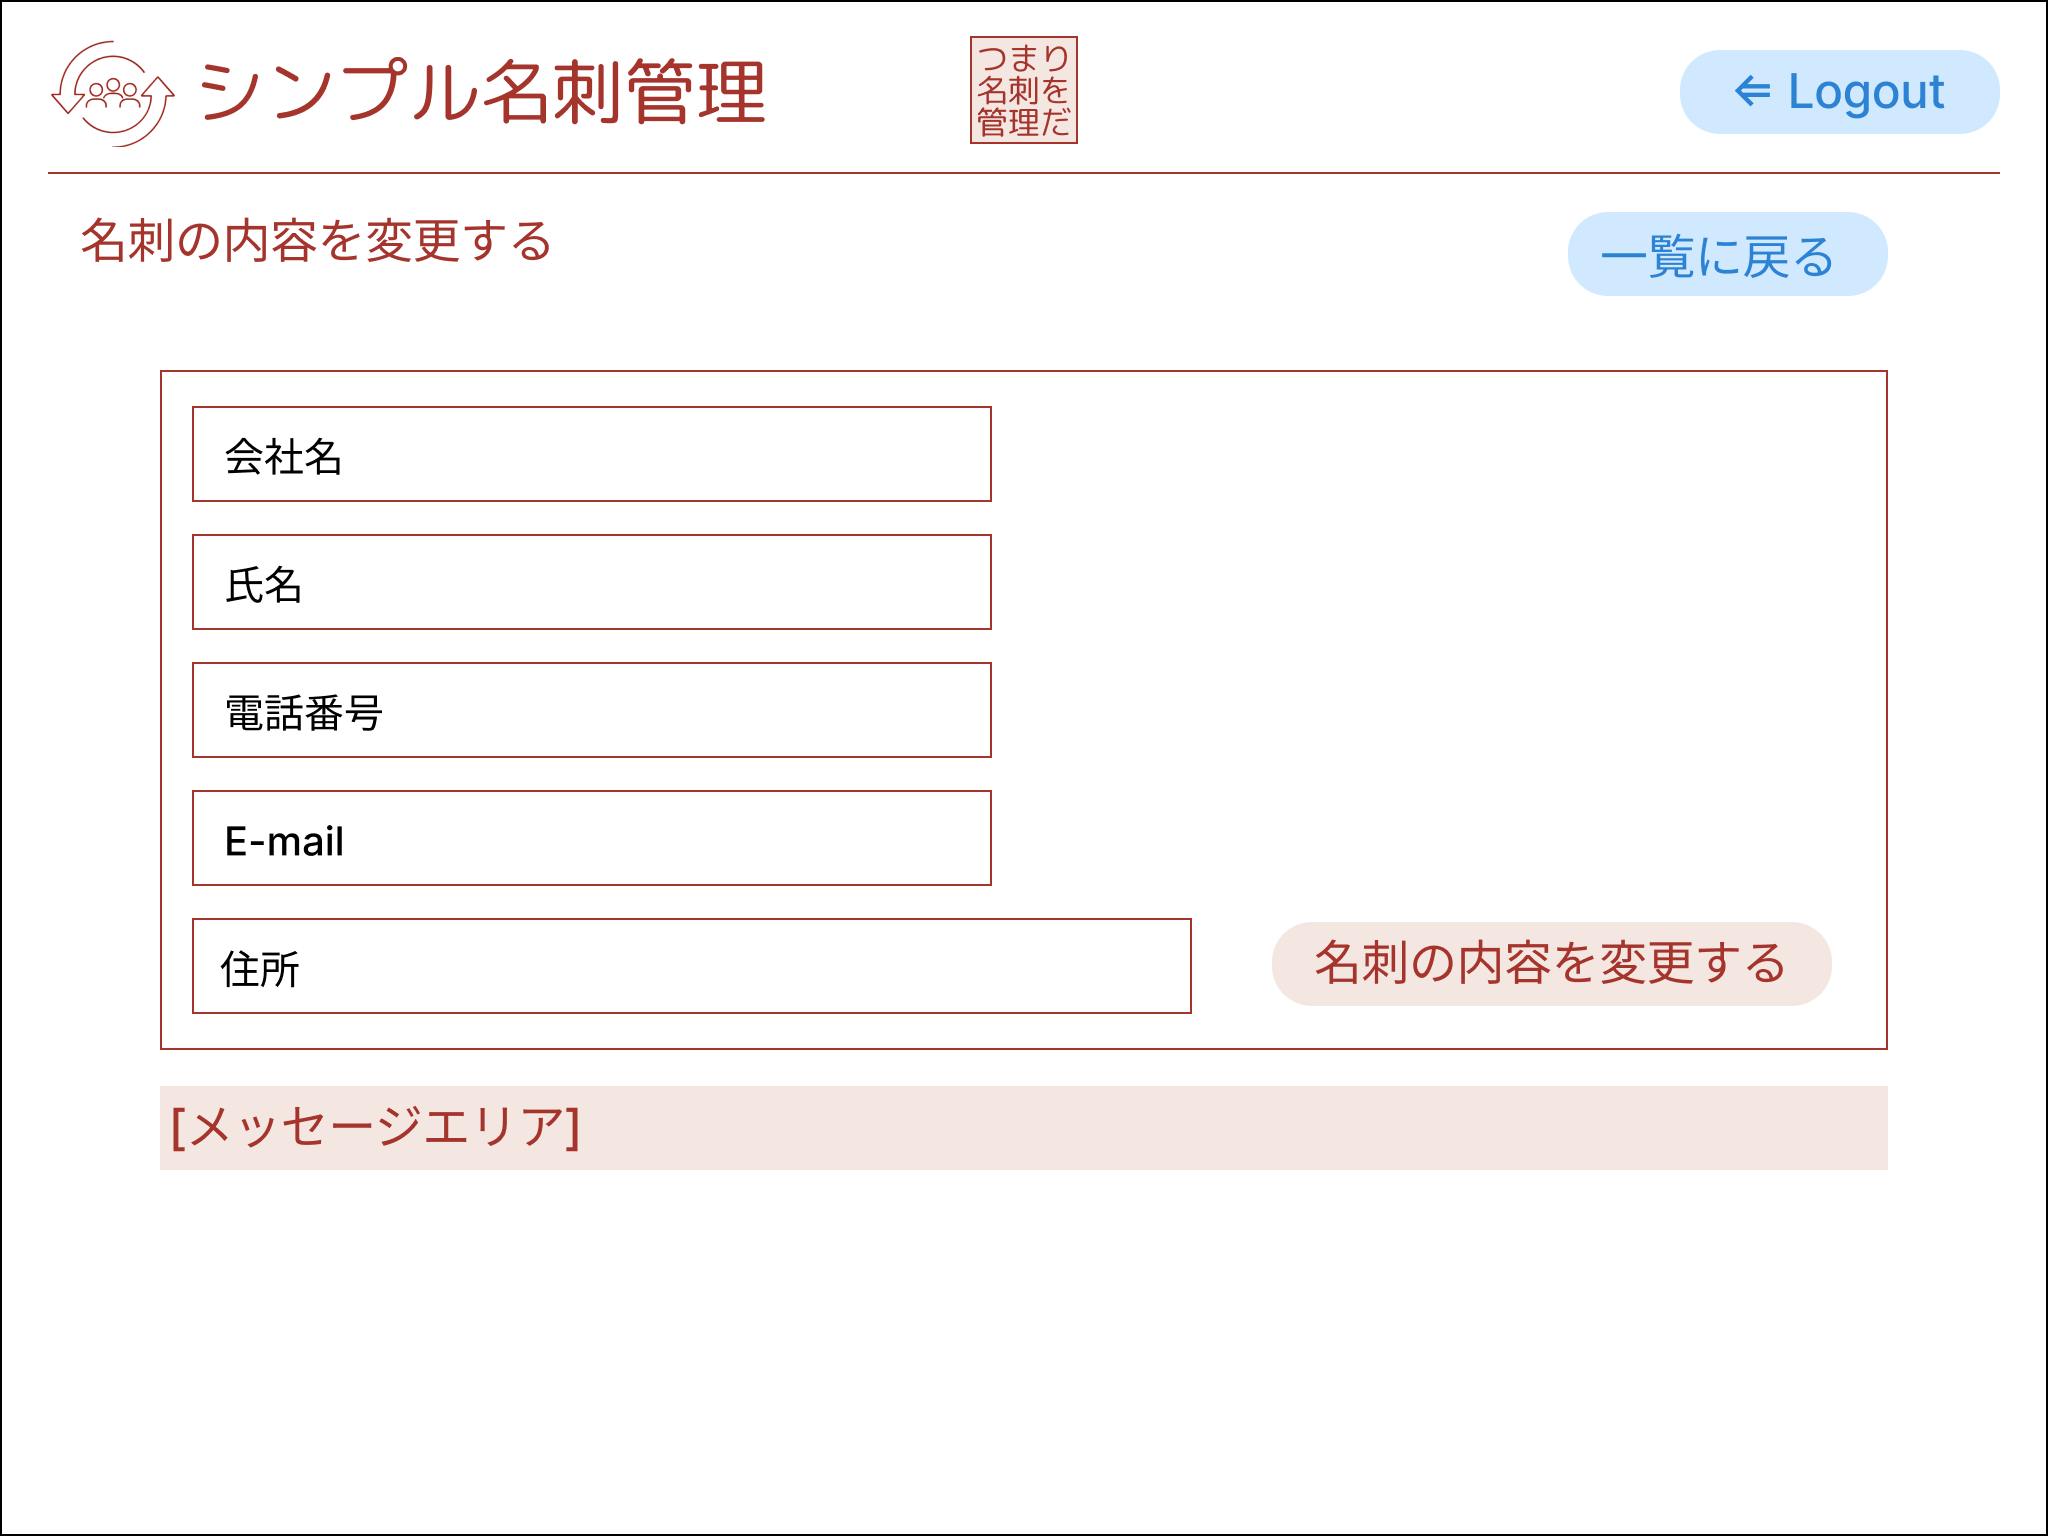 シンプル名刺管理
つまり
名刺を
管理だ
⇐ Logout
名刺の内容を変更する
一覧に戻る
会社名
氏名
電話番号
E-mail
住所
名刺の内容を変更する
[メッセージエリア]